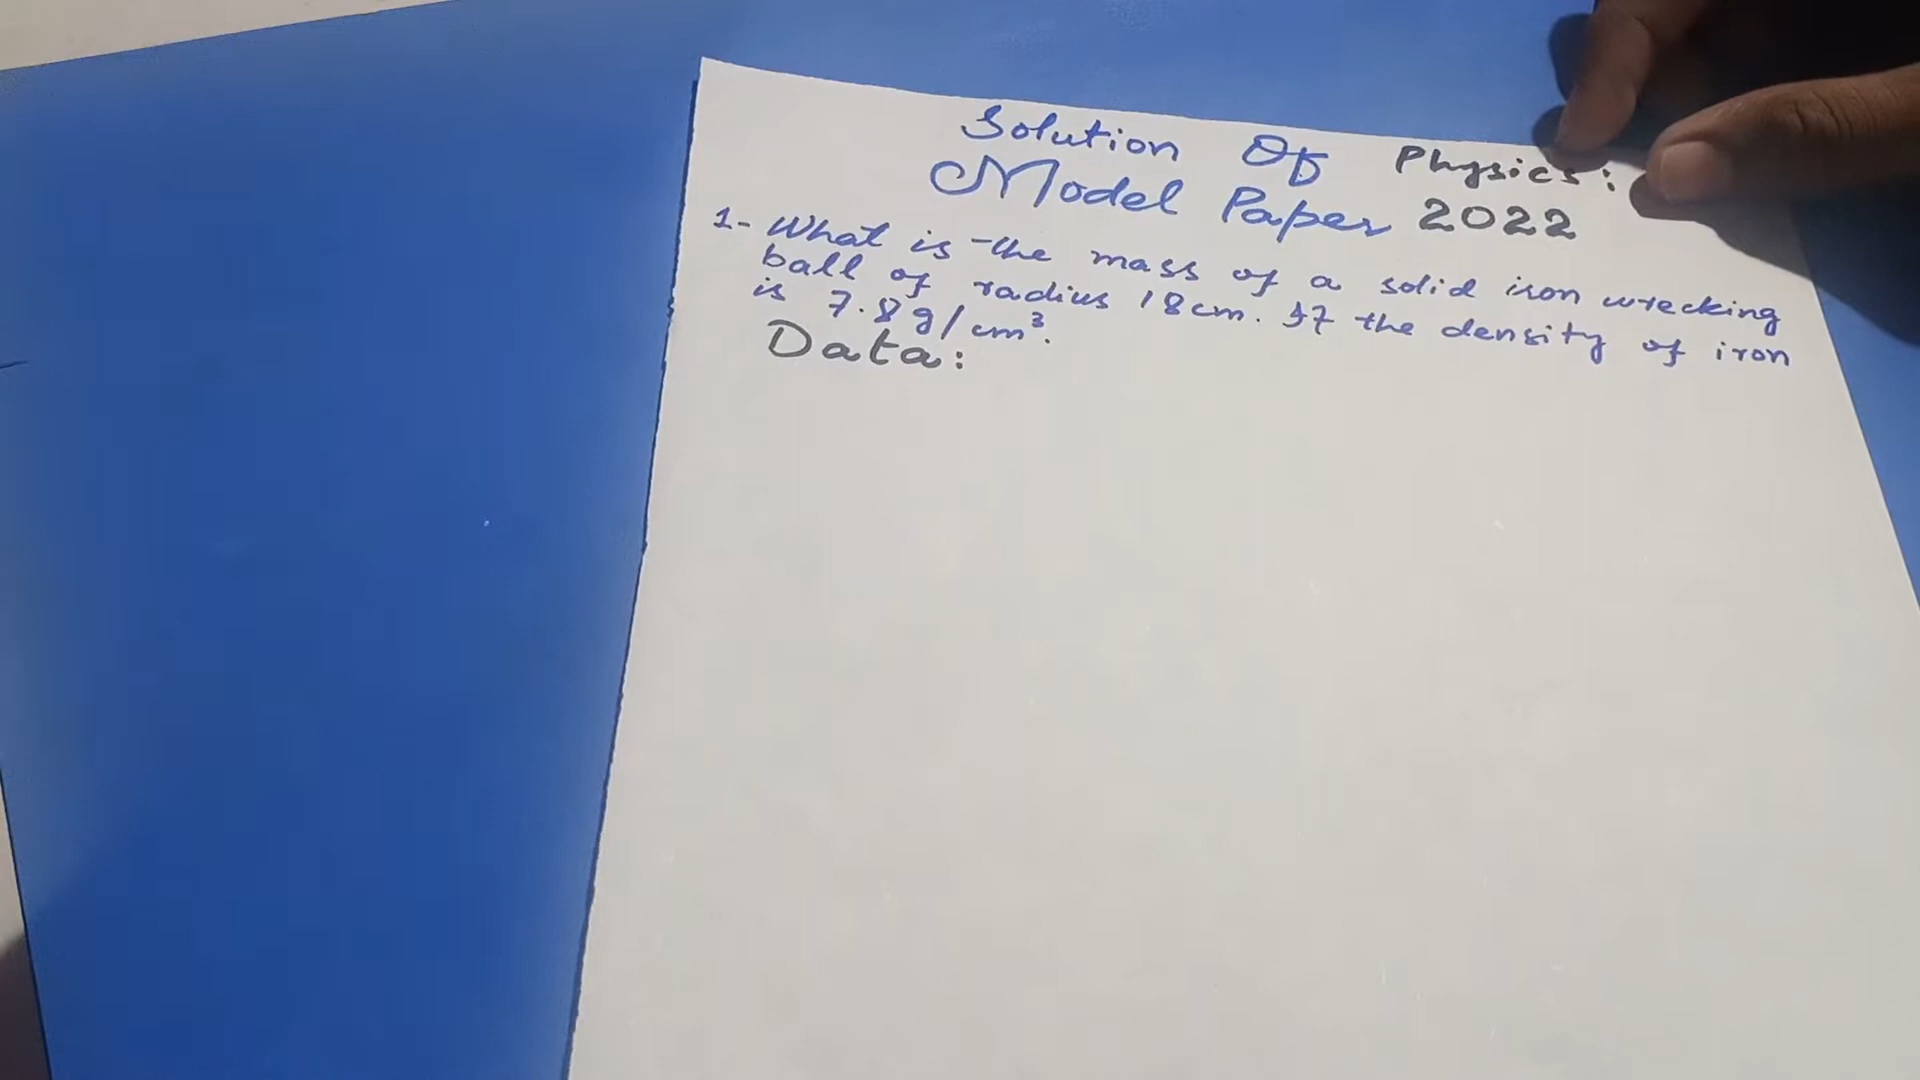 Solution Of Physics:
Model Paper 2022
1- What is the mass of a solid iron wrecking
ball of radius 18cm. If the density of iron
is 7.8g/cm³.
Data: